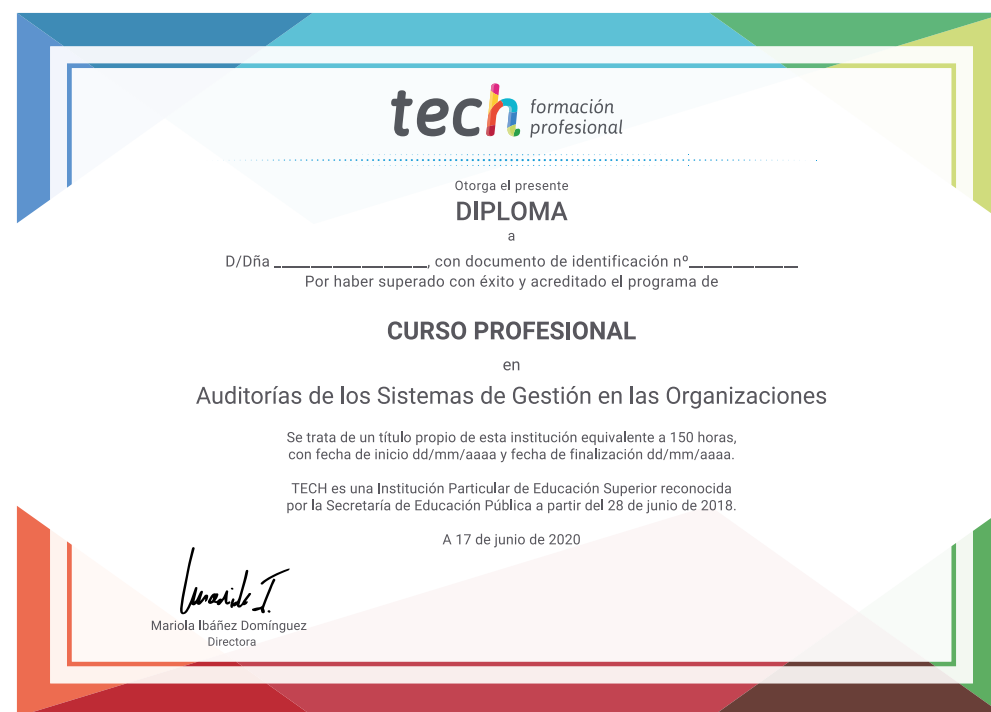 tech formación
profesional
Otorga el presente
DIPLOMA
a
D/Dña _____________________, con documento de identificación nº_______________
Por haber superado con éxito y acreditado el programa de
CURSO PROFESIONAL
en
Auditorías de los Sistemas de Gestión en las Organizaciones
Se trata de un título propio de esta institución equivalente a 150 horas,
con fecha de inicio dd/mm/aaaa y fecha de finalización dd/mm/aaaa.
TECH es una Institución Particular de Educación Superior reconocida
por la Secretaría de Educación Pública a partir del 28 de junio de 2018.
A 17 de junio de 2020
Mariola Ibáñez Domínguez
Directora